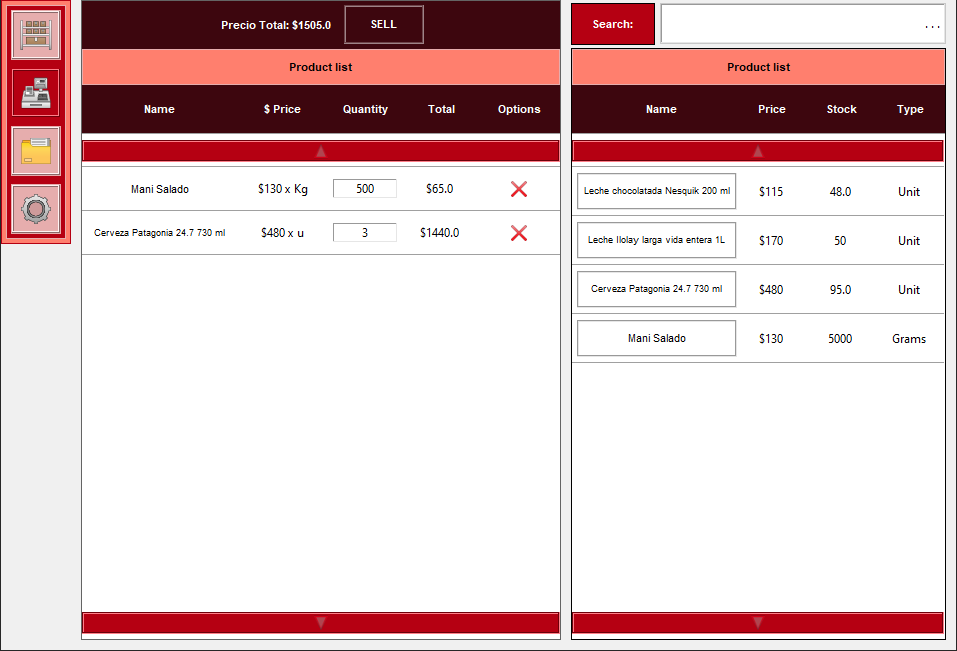 Precio Total: $1505.0 SELL
Product list
Name $ Price Quantity Total Options
Mani Salado $130 x Kg 500 $65.0
Cerveza Patagonia 24.7 730 ml $480 x u 3 $1440.0
Search: ...
Product list
Name Price Stock Type
Leche chocolatada Nesquik 200 ml $115 48.0 Unit
Leche Ilolay larga vida entera 1L $170 50 Unit
Cerveza Patagonia 24.7 730 ml $480 95.0 Unit
Mani Salado $130 5000 Grams